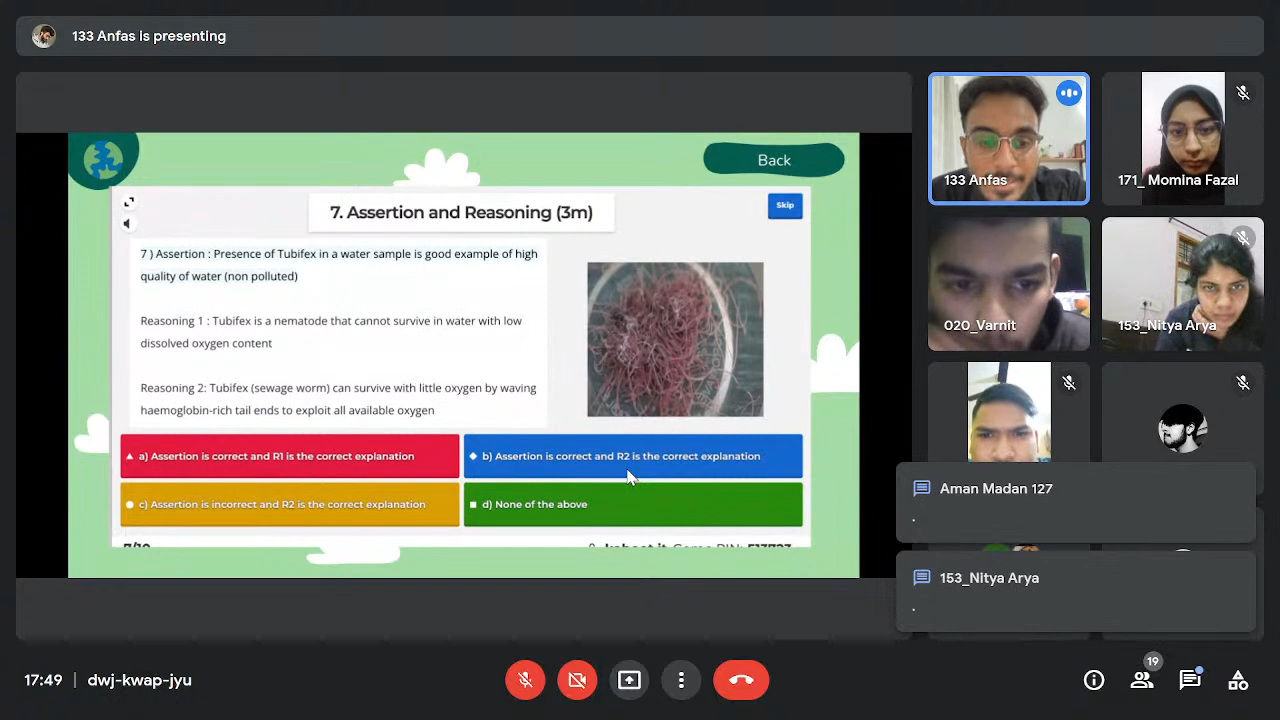 133 Anfas is presenting
Back
7. Assertion and Reasoning (3m)
Skip
7 ) Assertion : Presence of Tubifex in a water sample is good example of high
quality of water (non polluted)
Reasoning 1 : Tubifex is a nematode that cannot survive in water with low
dissolved oxygen content
Reasoning 2: Tubifex (sewage worm) can survive with little oxygen by waving
haemoglobin-rich tail ends to exploit all available oxygen
a) Assertion is correct and R1 is the correct explanation
b) Assertion is correct and R2 is the correct explanation
c) Assertion is incorrect and R2 is the correct explanation
d) None of the above
7/10
kahoot.it Game PIN:
133 Anfas
171_ Momina Fazal
020_Varnit
153_Nitya Arya
Aman Madan 127
.
153_Nitya Arya
.
17:49 | dwj-kwap-jyu
19